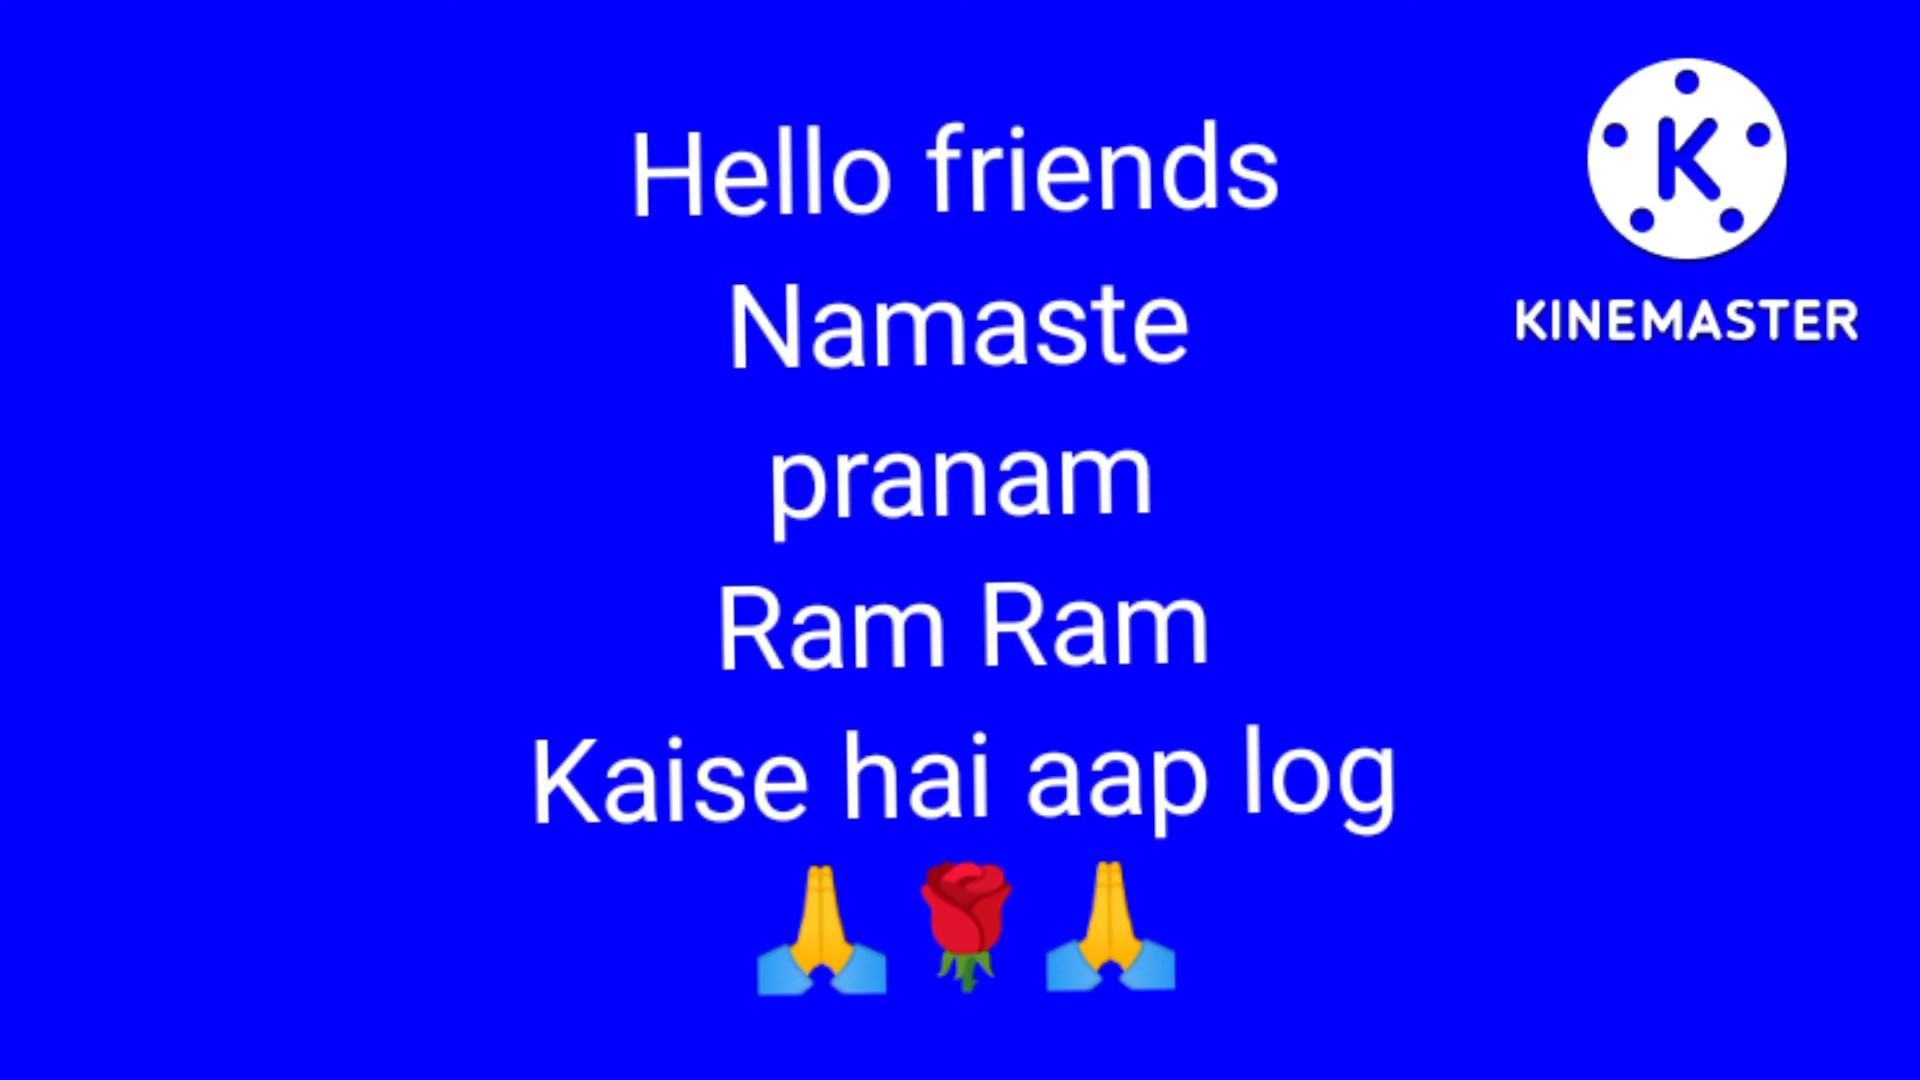 Hello friends
Namaste
pranam
Ram Ram
Kaise hai aap log
🙏🌹🙏
K
KINEMASTER